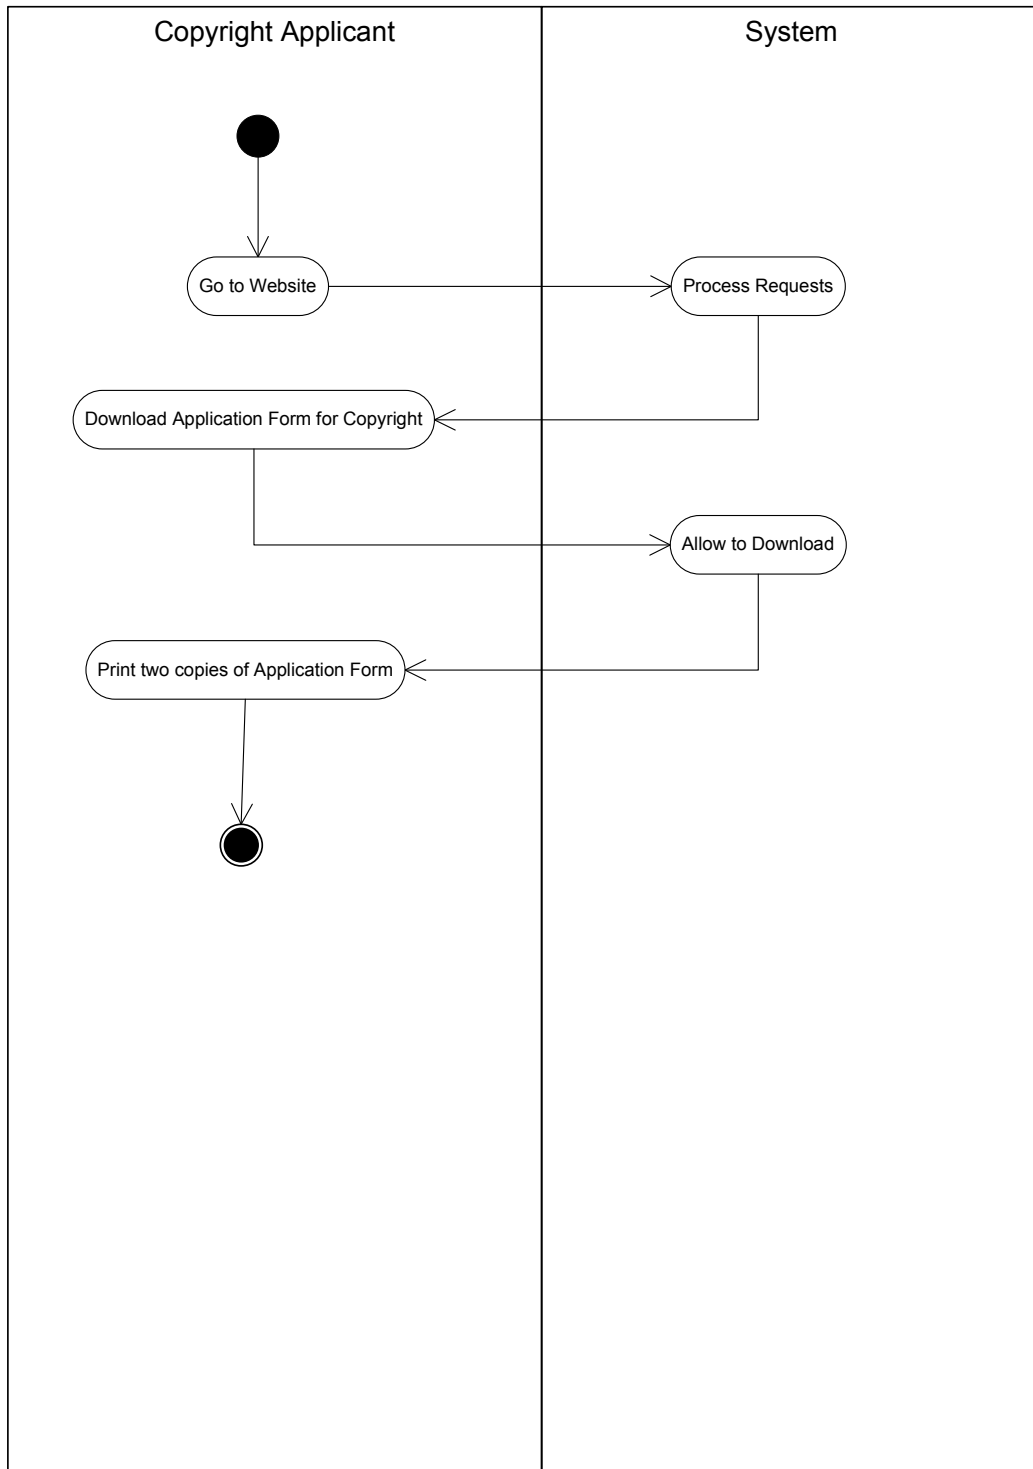 Copyright Applicant
System
Go to Website
Process Requests
Download Application Form for Copyright
Allow to Download
Print two copies of Application Form